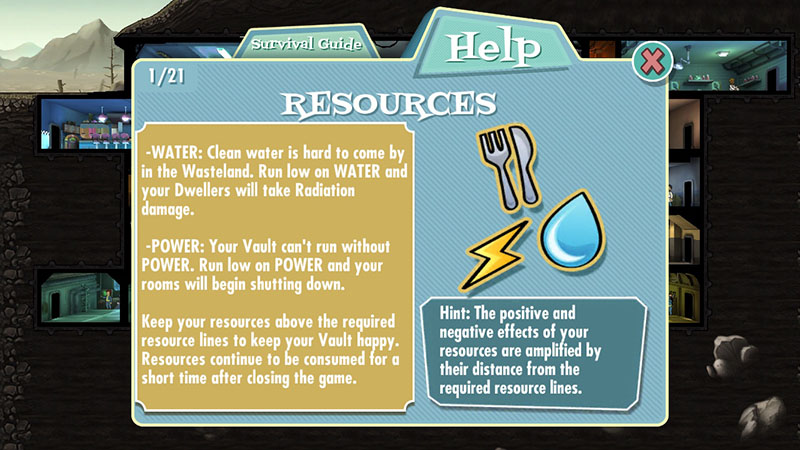 Survival Guide
Help
1/21
RESOURCES
-WATER: Clean water is hard to come by
in the Wasteland. Run low on WATER and
your Dwellers will take Radiation
damage.
-POWER: Your Vault can't run without
POWER. Run low on POWER and your
rooms will begin shutting down.
Keep your resources above the required
resource lines to keep your Vault happy.
Resources continue to be consumed for a
short time after closing the game.
Hint: The positive and
negative effects of your
resources are amplified by
their distance from the
required resource lines.